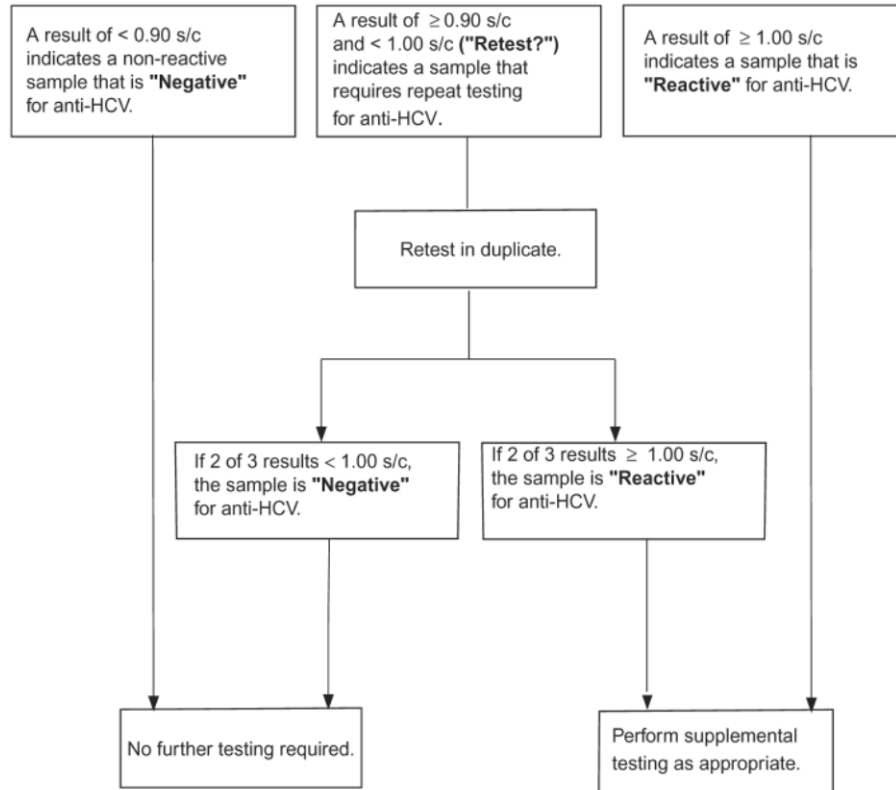 A result of < 0.90 s/c
indicates a non-reactive
sample that is "Negative"
for anti-HCV.
A result of ≥ 0.90 s/c
and < 1.00 s/c ("Retest?")
indicates a sample that
requires repeat testing
for anti-HCV.
A result of ≥ 1.00 s/c
indicates a sample that is
"Reactive" for anti-HCV.
Retest in duplicate.
If 2 of 3 results < 1.00 s/c,
the sample is "Negative"
for anti-HCV.
If 2 of 3 results ≥ 1.00 s/c,
the sample is "Reactive"
for anti-HCV.
No further testing required.
Perform supplemental
testing as appropriate.